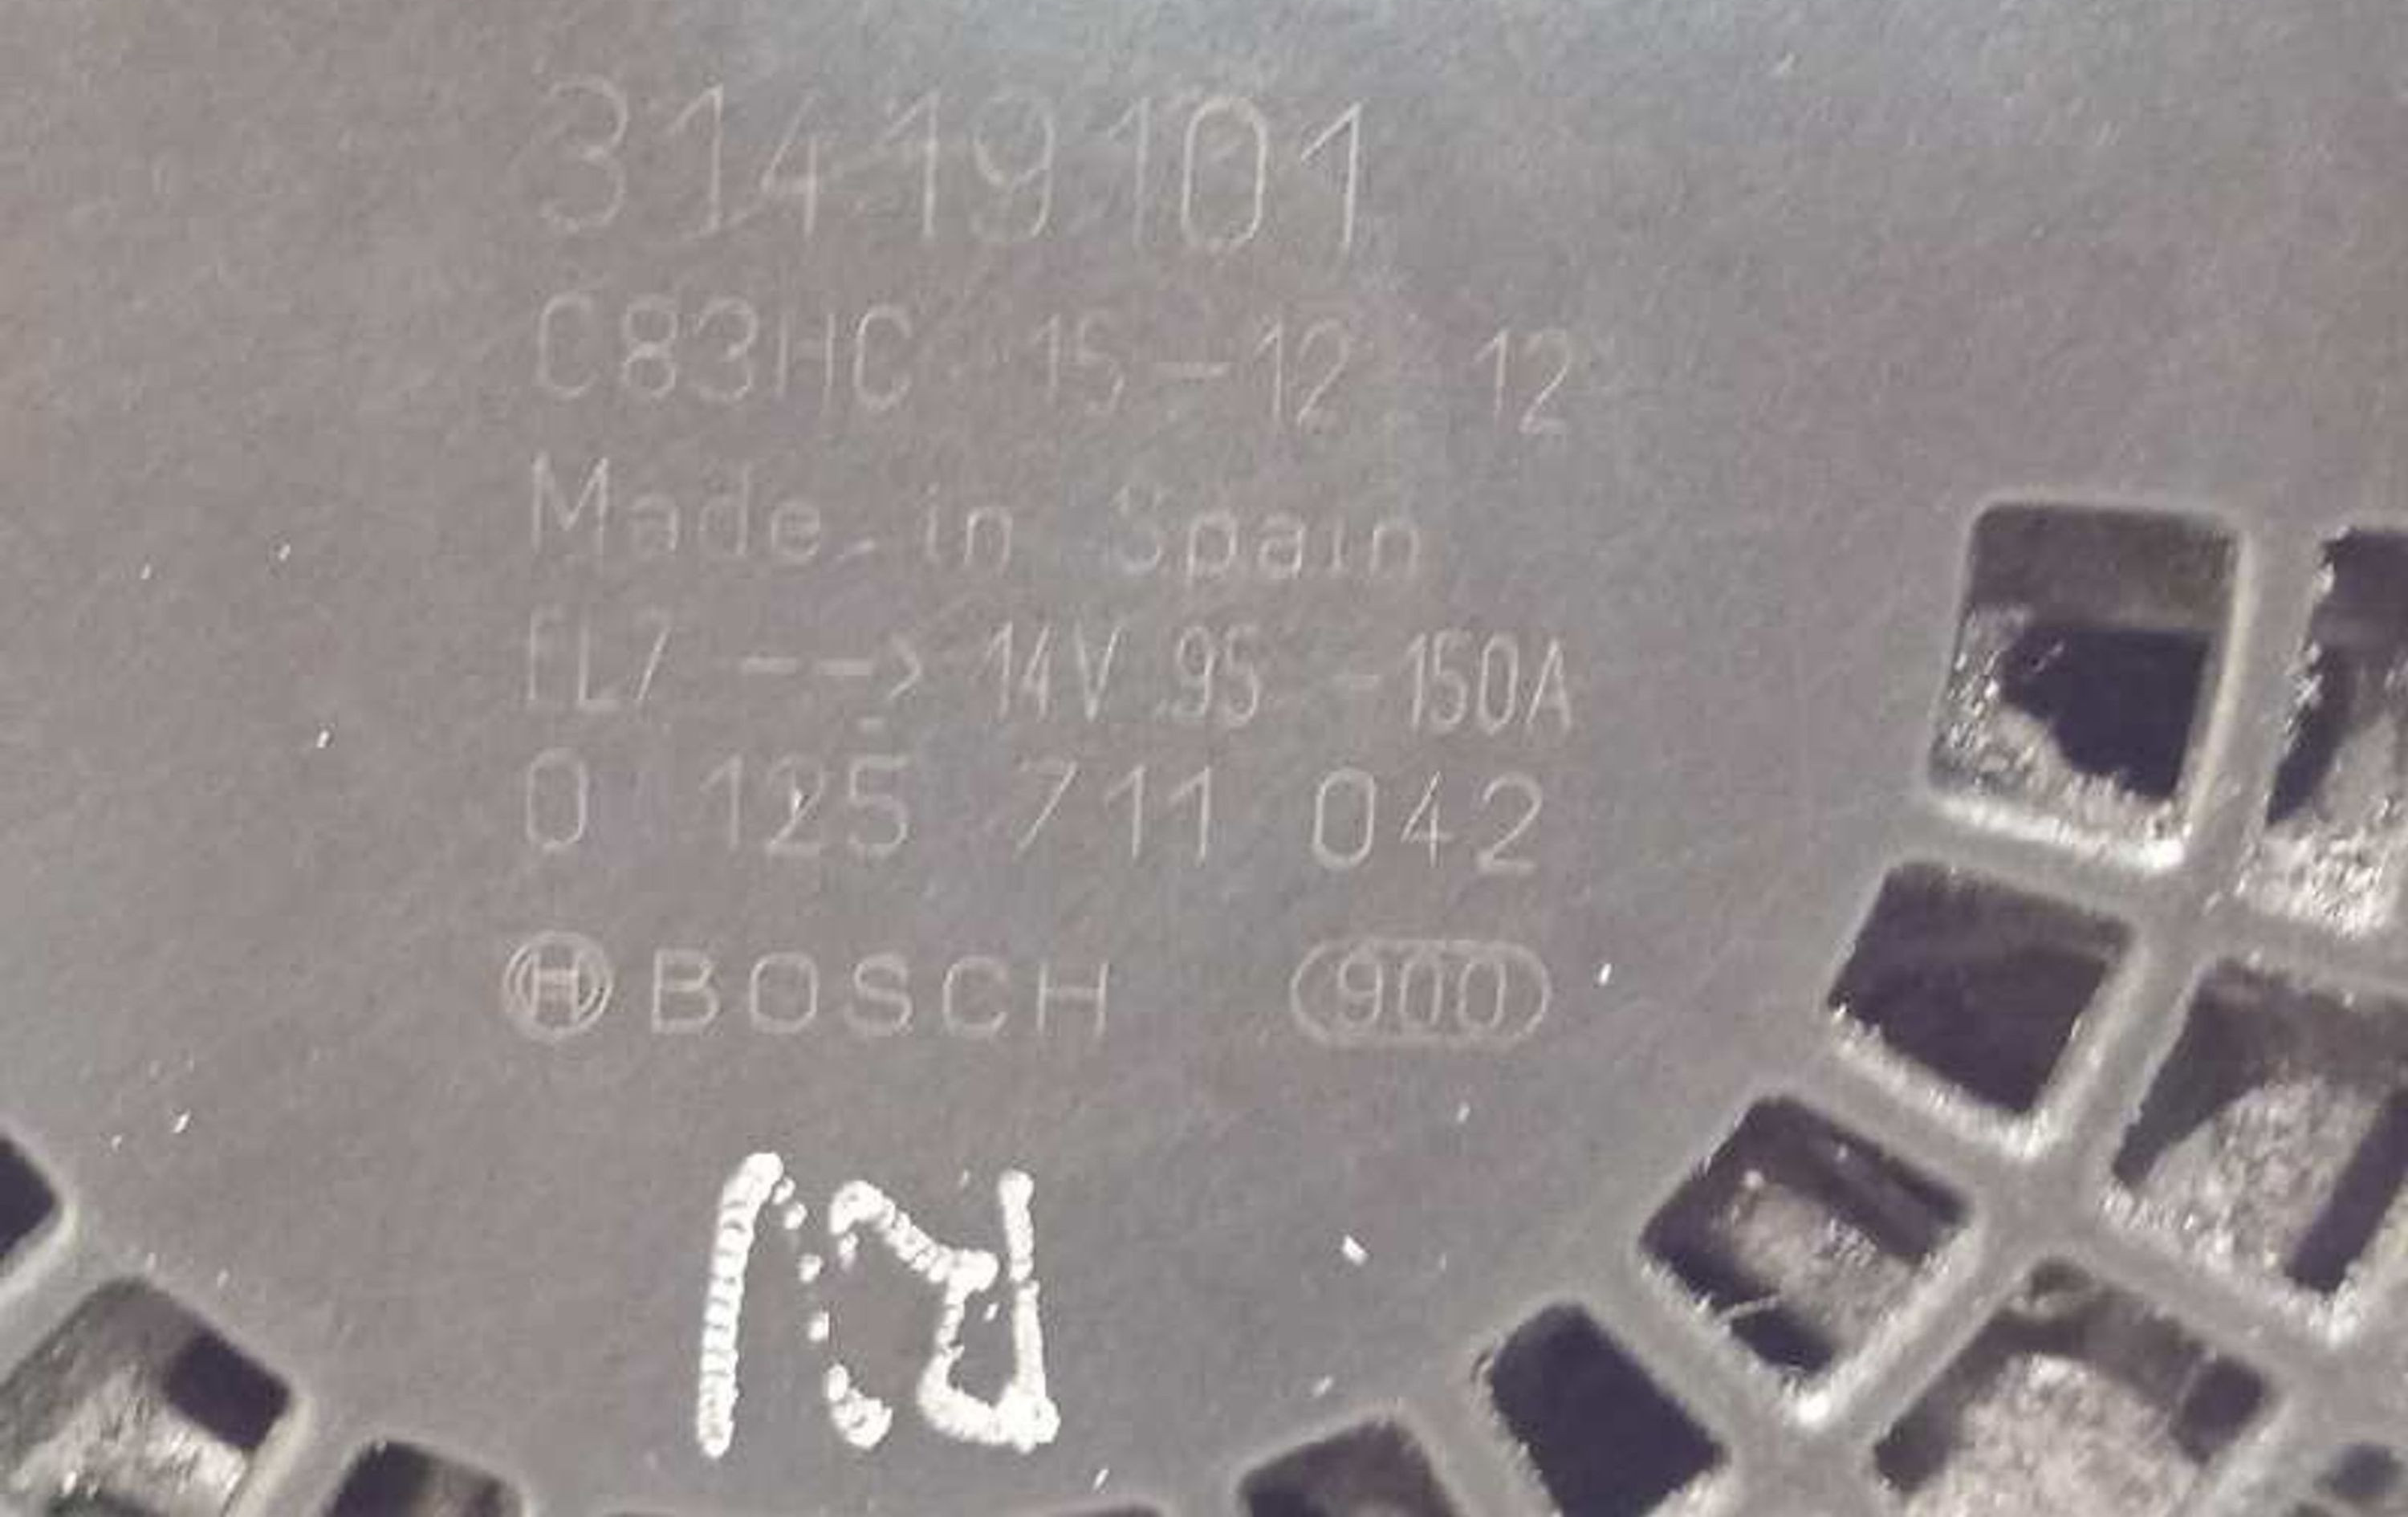 31419101
C83HC 15-12 12
Made in Spain
EL7 --> 14V 95 -150A
0 125 711 042
BOSCH 900